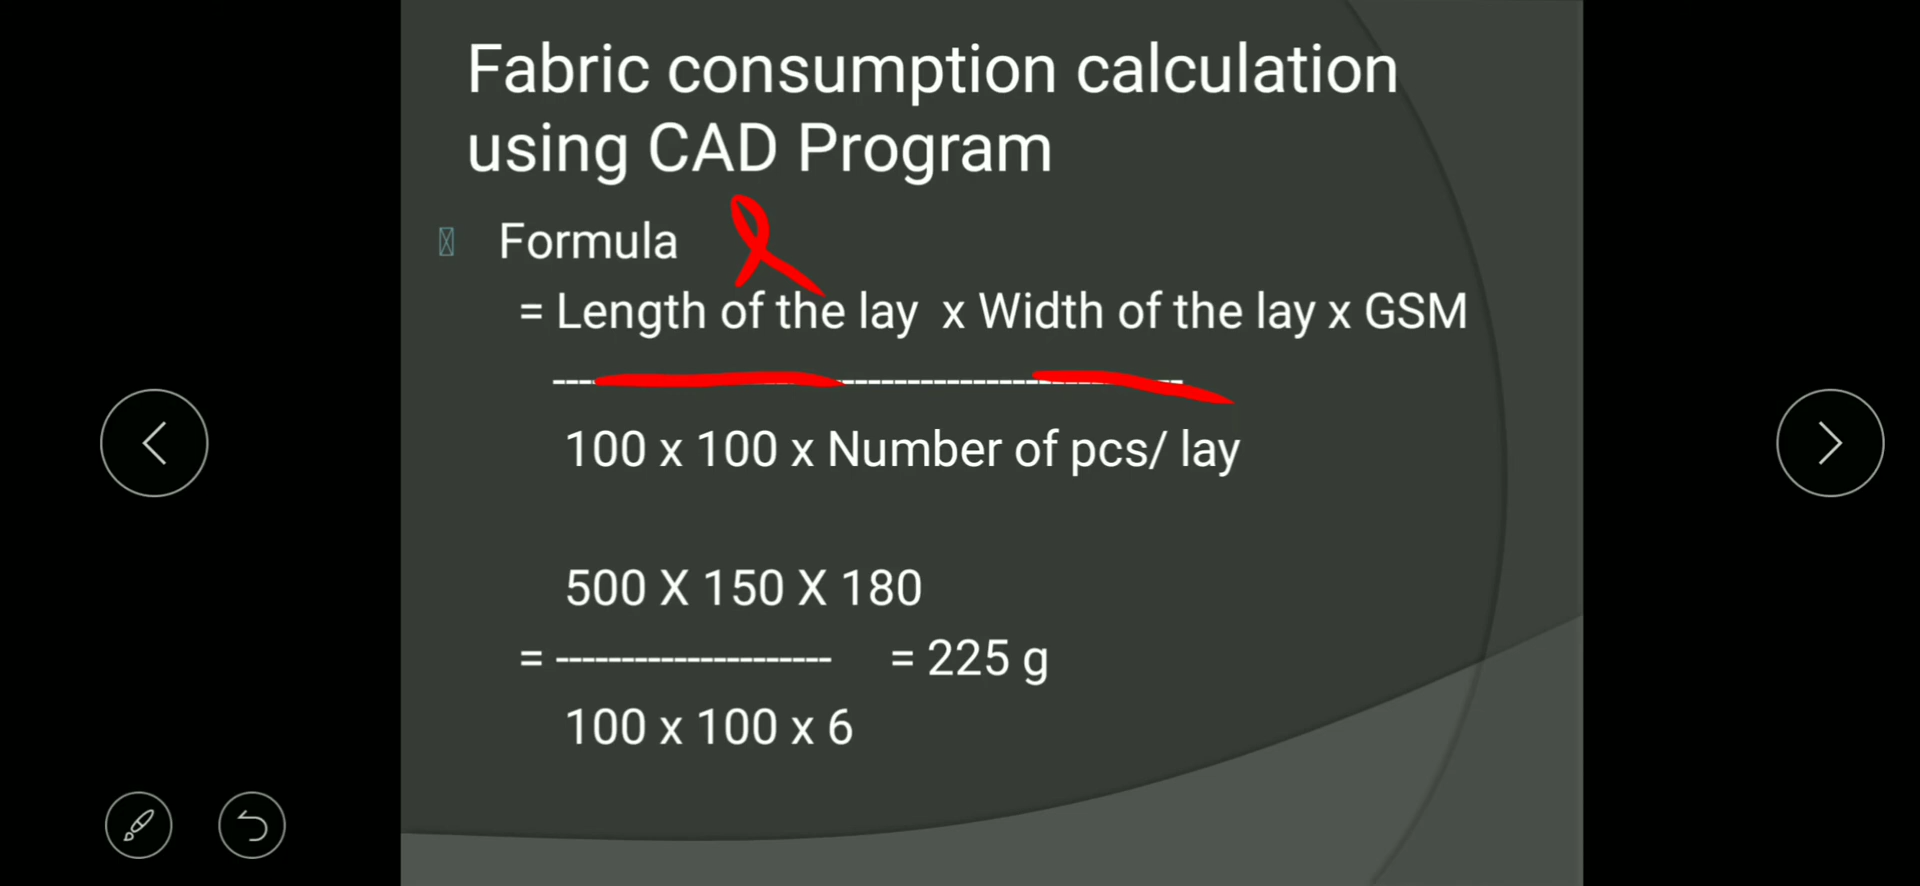 Fabric consumption calculation
using CAD Program
Formula
= Length of the lay x Width of the lay x GSM
------------------------------------------------
100 x 100 x Number of pcs/ lay
500 X 150 X 180
= --------------------- = 225 g
100 x 100 x 6